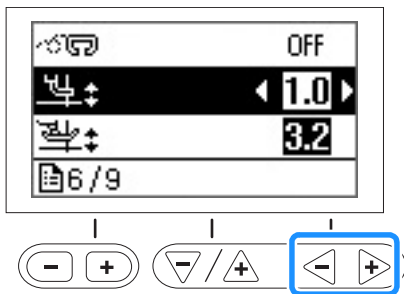 OFF
1.0
3.2
6/9
- +
- / +
- +